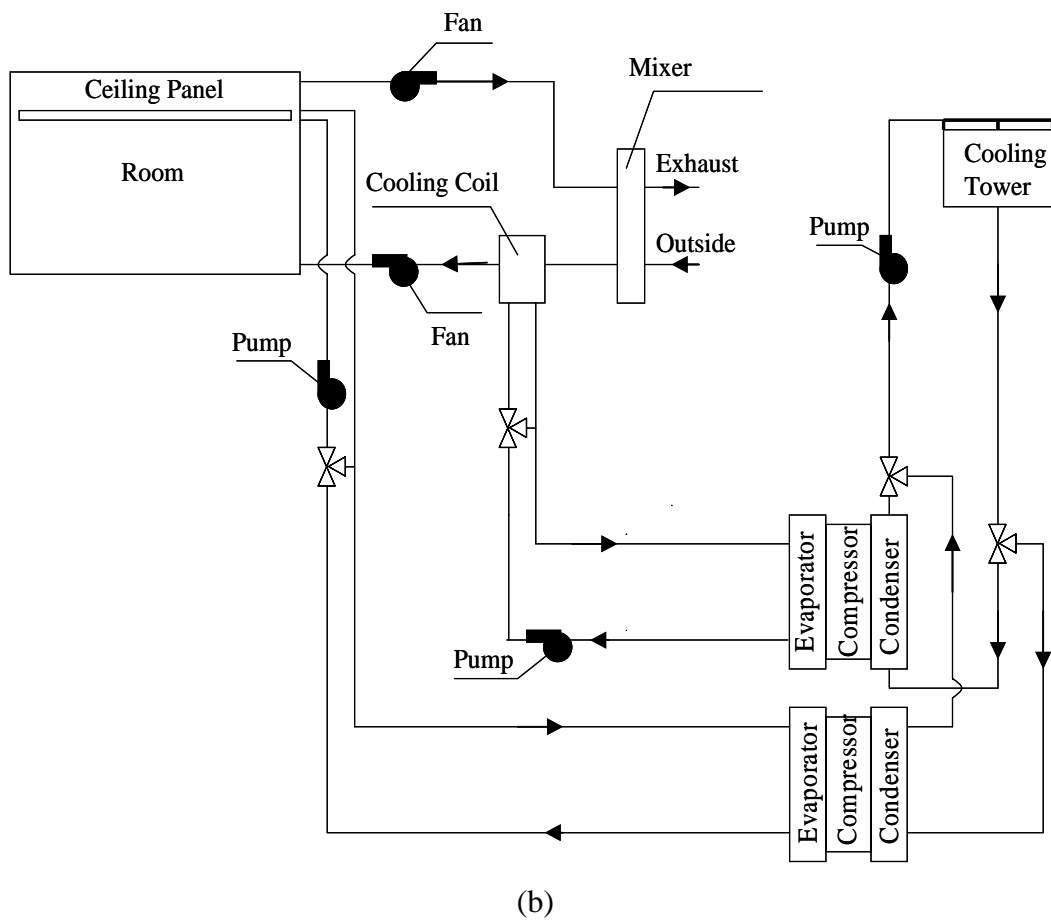 Fan
Mixer
Ceiling Panel
Room
Cooling Coil
Exhaust
Cooling
Tower
Pump
Outside
Fan
Pump
Evaporator
Compressor
Condenser
Pump
Evaporator
Compressor
Condenser
(b)